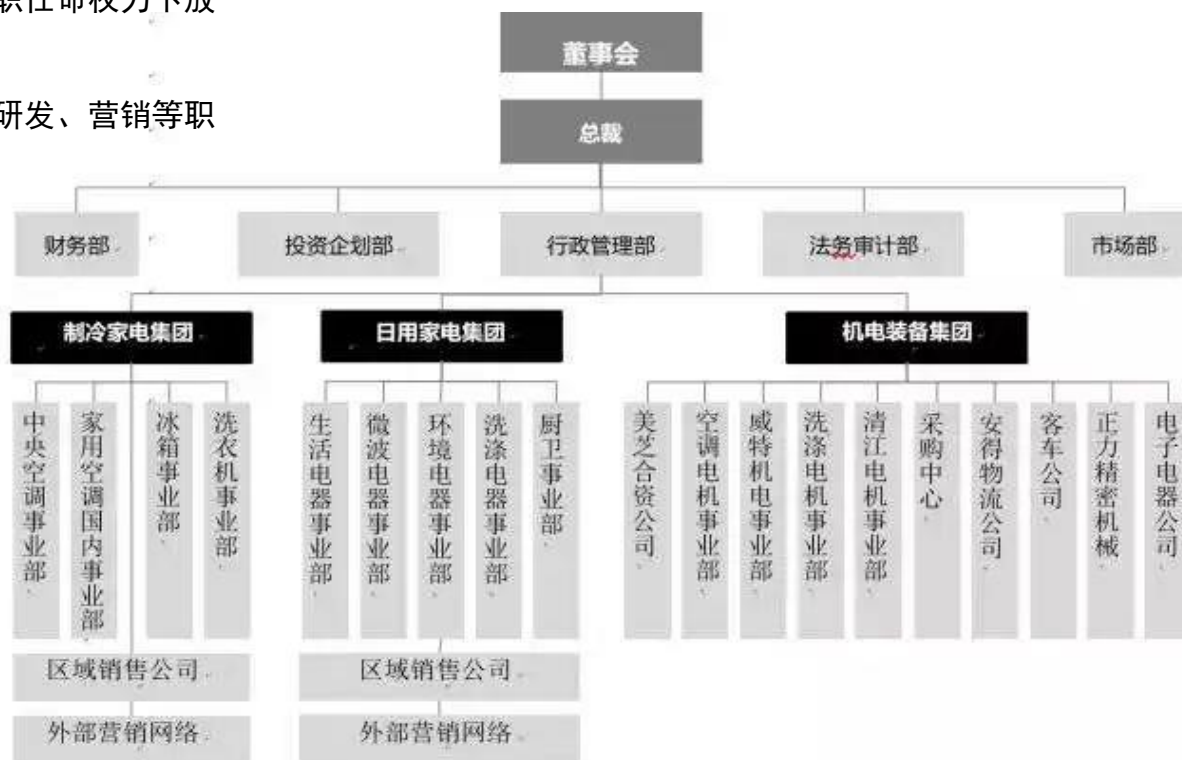 职任命权力下放
研发、营销等职
董事会
总裁
财务部
投资企划部
行政管理部
法务审计部
市场部
制冷家电集团
日用家电集团
机电装备集团
中央空调事业部
家用空调国内事业部
冰箱事业部
洗衣机事业部
生活电器事业部
微波电器事业部
环境电器事业部
洗涤电器事业部
厨卫事业部
美芝合资公司
空调电机事业部
威特机电事业部
洗涤电机事业部
清江电机事业部
采购中心
安得物流公司
客车公司
正力精密机械
电子电器公司
区域销售公司
区域销售公司
外部营销网络
外部营销网络